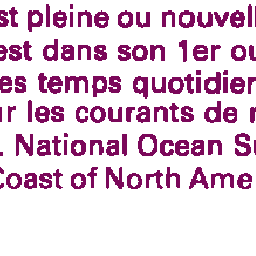 st pleine ou nouvell
est dans son 1er ou
es temps quotidier
ur les courants de r
. National Ocean Su
Coast of North Ame